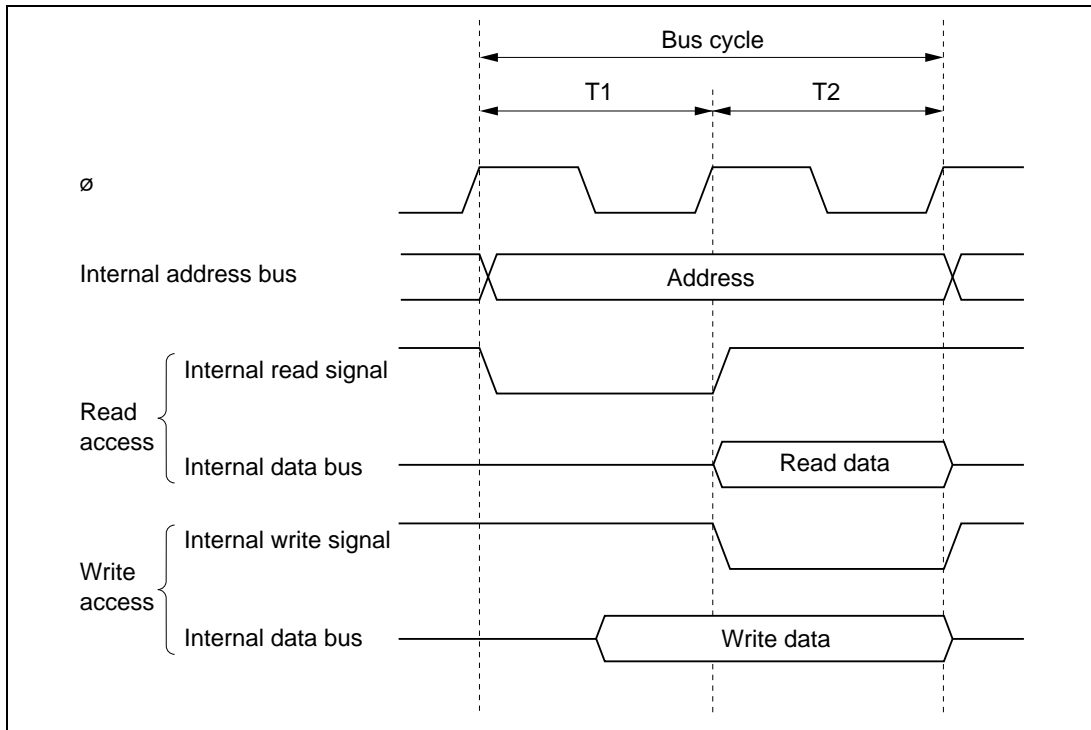 Bus cycle
T1
T2
ø
Internal address bus
Address
Internal read signal
Read
access
Internal data bus
Read data
Internal write signal
Write
access
Internal data bus
Write data